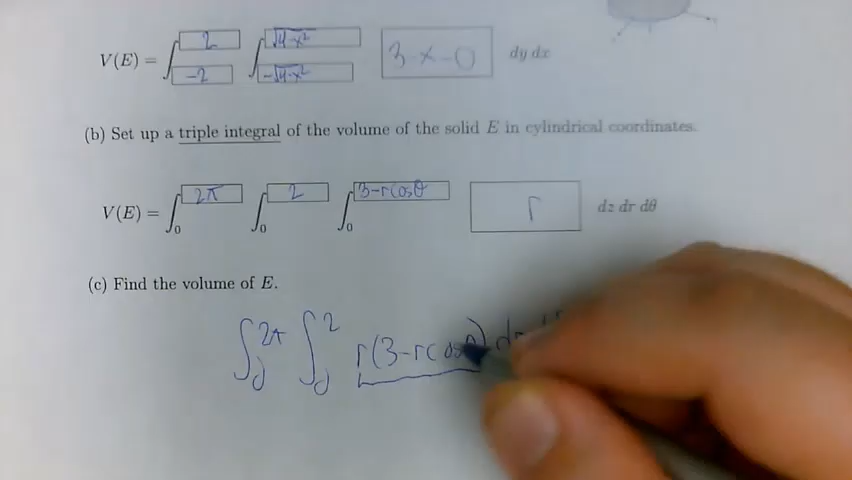 V(E) = ∫_{-2}^{2} ∫_{-√4-x²}^{√4-x²} 3-x-0 dy dx
(b) Set up a triple integral of the volume of the solid E in cylindrical coordinates.
V(E) = ∫_0^{2π} ∫_0^{2} ∫_0^{3-rcosθ} r dz dr dθ
(c) Find the volume of E.
∫_0^{2π} ∫_0^{2} r(3-rcosθ) dr